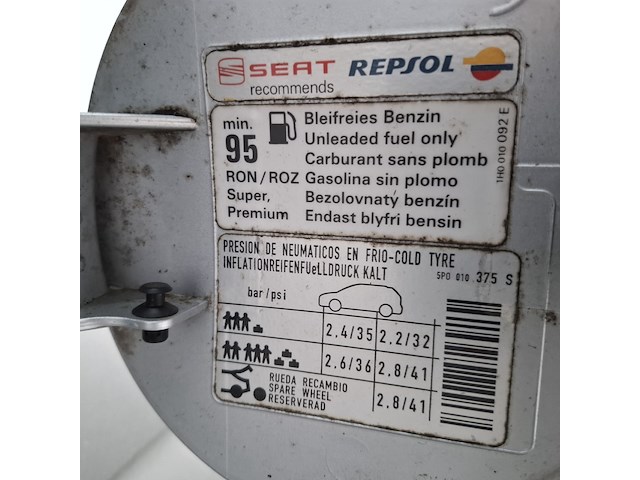 SEAT REPSOL
recommends
min.
95
RON/ROZ
Super,
Premium
Bleifreies Benzin
Unleaded fuel only
Carburant sans plomb
Gasolina sin plomo
Bezolovnatý benzín
Endast blyfri bensin
1H0 010 092 E
PRESION DE NEUMATICOS EN FRIO-COLD TYRE
INFLATIONREIFENFUeLLDRUCK KALT
5P0 010 375 S
bar/psi
2.4/35 2.2/32
2.6/36 2.8/41
RUEDA RECAMBIO
SPARE WHEEL
RESERVERAD
2.8/41